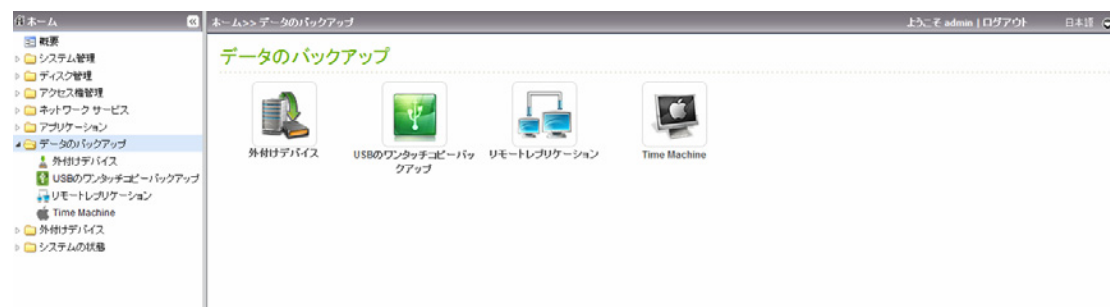 ホーム
ホーム>> データのバックアップ
ようこそ admin | ログアウト
日本語
概要
システム管理
ディスク管理
アクセス権管理
ネットワーク サービス
アプリケーション
データのバックアップ
外付けデバイス
USBのワンタッチコピーバックアップ
リモートレプリケーション
Time Machine
外付けデバイス
システムの状態
データのバックアップ
外付けデバイス
USBのワンタッチコピーバッ
クアップ
リモートレプリケーション
Time Machine